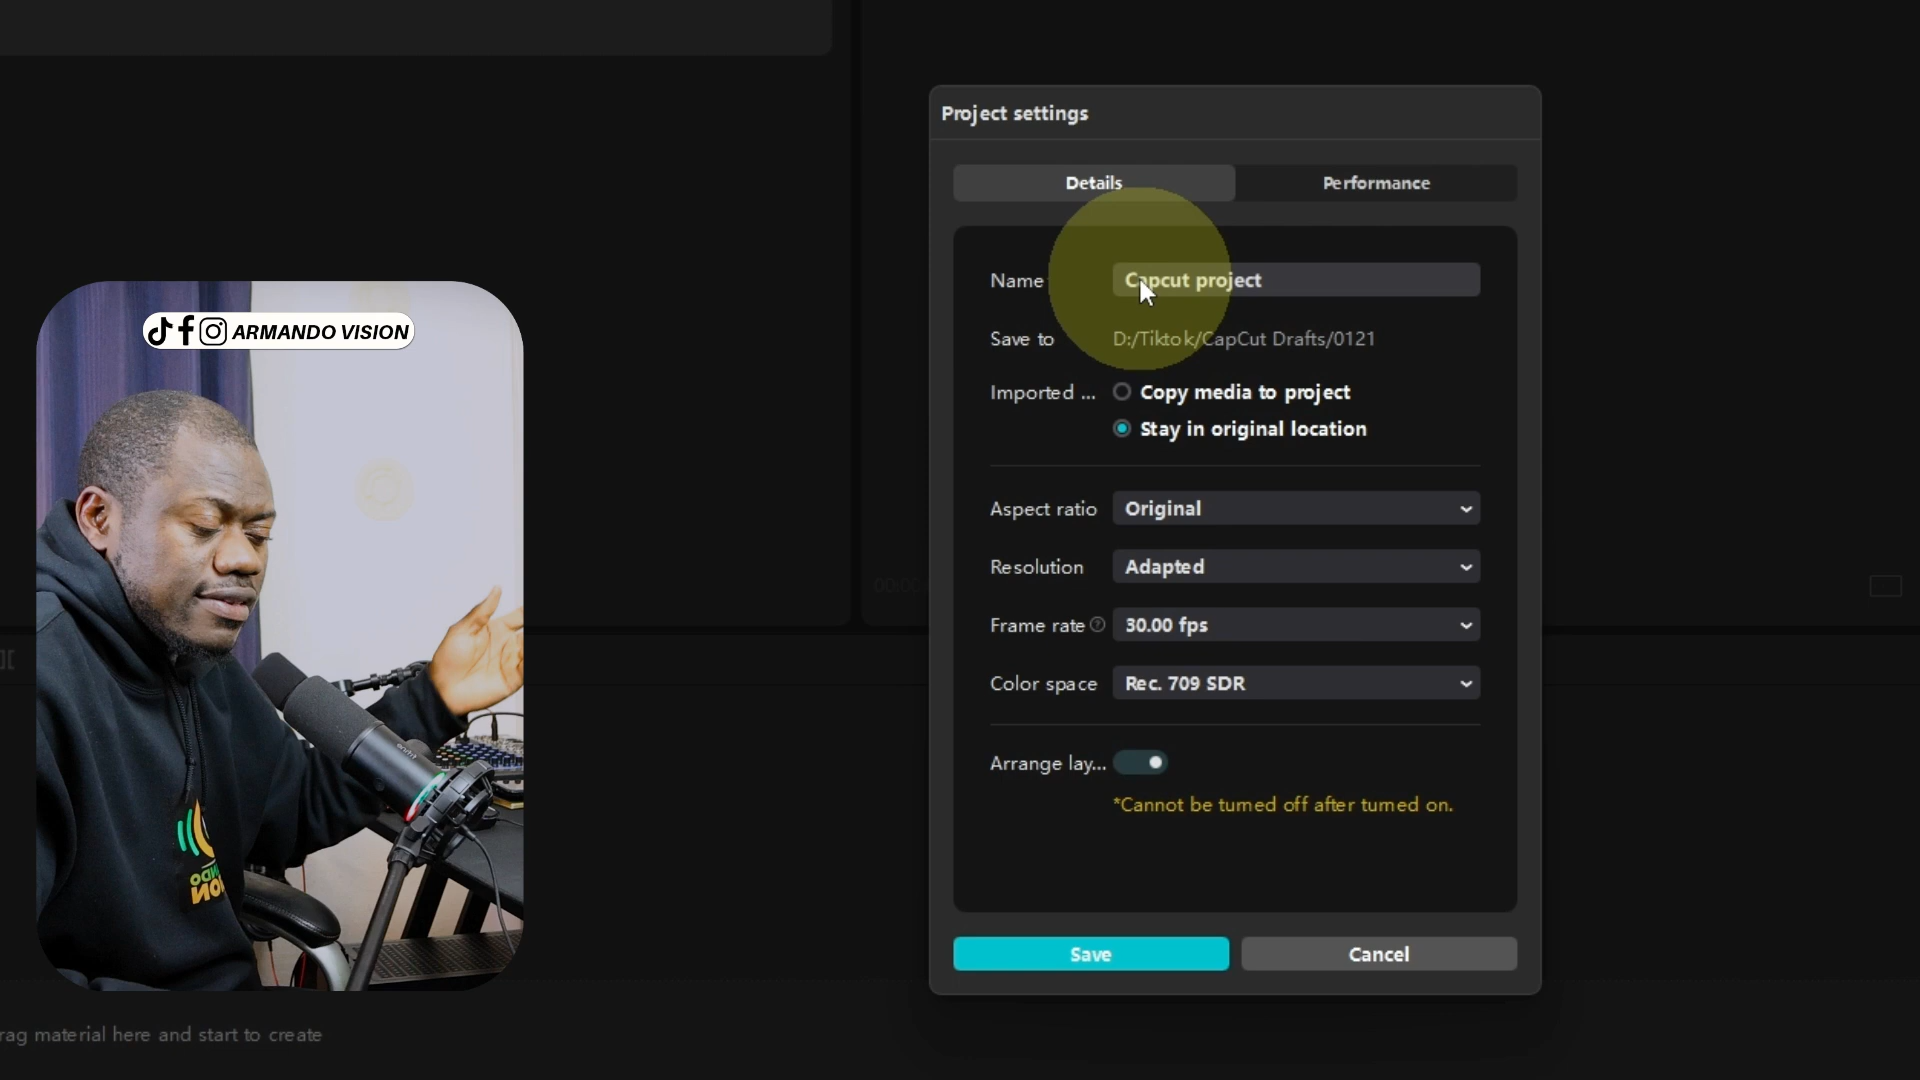 Project settings
Details
Performance
Name
Capcut project
Save to
D:/Tiktok/CapCut Drafts/0121
Imported ...
Copy media to project
Stay in original location
Aspect ratio
Original
Resolution
Adapted
Frame rate
30.00 fps
Color space
Rec. 709 SDR
Arrange lay...
*Cannot be turned off after turned on.
Save
Cancel
ARMANDO VISION
rag material here and start to create